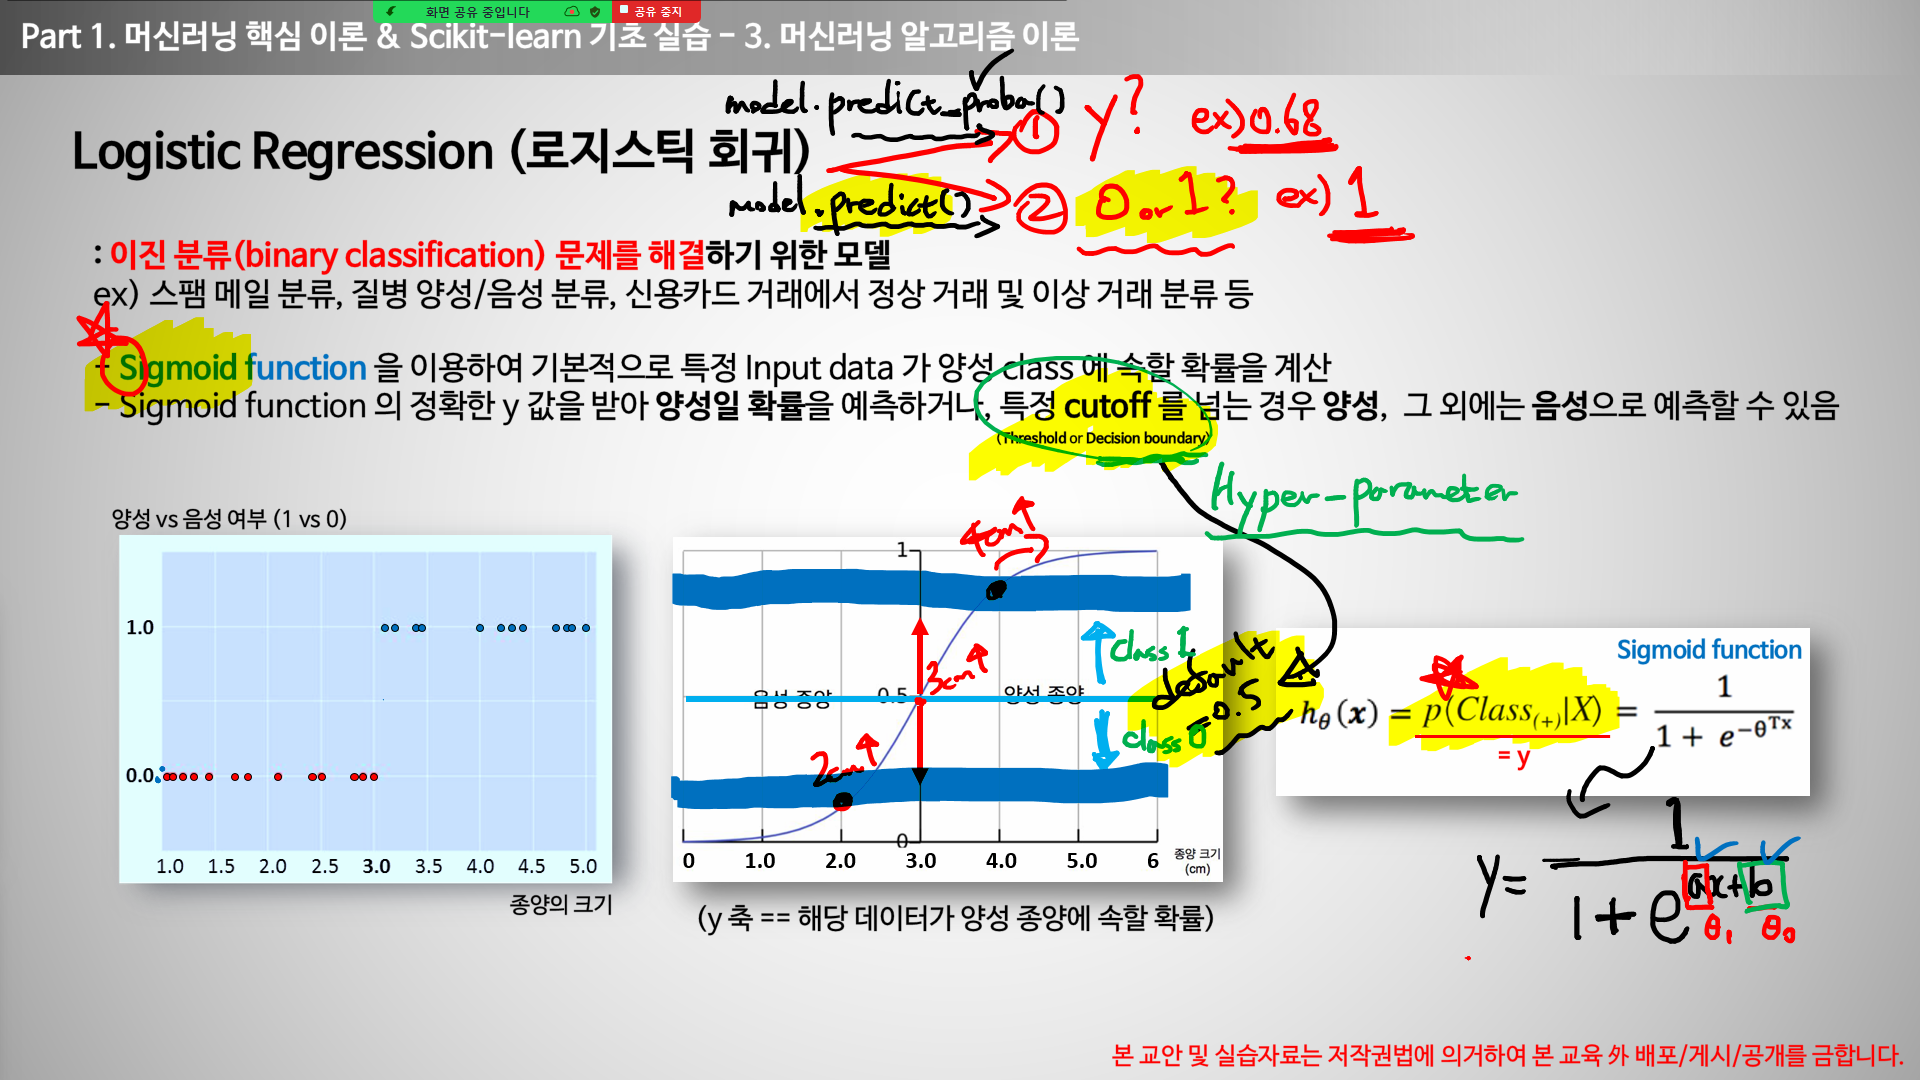 화면 공유 중입니다 공유 중지
Part 1. 머신러닝 핵심 이론 & Scikit-learn 기초 실습 - 3. 머신러닝 알고리즘 이론
model.predict_proba() ① y? ex) 0.68
Logistic Regression (로지스틱 회귀)
model.predict() ② 0 or 1? ex) 1
: 이진 분류(binary classification) 문제를 해결하기 위한 모델
ex) 스팸 메일 분류, 질병 양성/음성 분류, 신용카드 거래에서 정상 거래 및 이상 거래 분류 등
- Sigmoid function 을 이용하여 기본적으로 특정 Input data 가 양성 class 에 속할 확률을 계산
- Sigmoid function 의 정확한 y 값을 받아 양성일 확률을 예측하거나, 특정 cutoff 를 넘는 경우 양성, 그 외에는 음성으로 예측할 수 있음
(Threshold or Decision boundary)
Hyper-parameter
양성 vs 음성 여부 (1 vs 0)
1.0
0.0
1.0 1.5 2.0 2.5 3.0 3.5 4.0 4.5 5.0
종양의 크기
4cm↑
1
3cm↑
음성 종양 0.5 양성 종양
2cm↑
0
class 1
class 0
default
=0.5
0 1.0 2.0 3.0 4.0 5.0 6 종양 크기
(cm)
(y 축 == 해당 데이터가 양성 종양에 속할 확률)
Sigmoid function
hθ(x) = p(Class(+)|X) = 1 / (1 + e^-θᵀx)
= y
y = 1 / (1 + e^ax+b)
θ₁ θ₀
본 교안 및 실습자료는 저작권법에 의거하여 본 교육 外 배포/게시/공개를 금합니다.